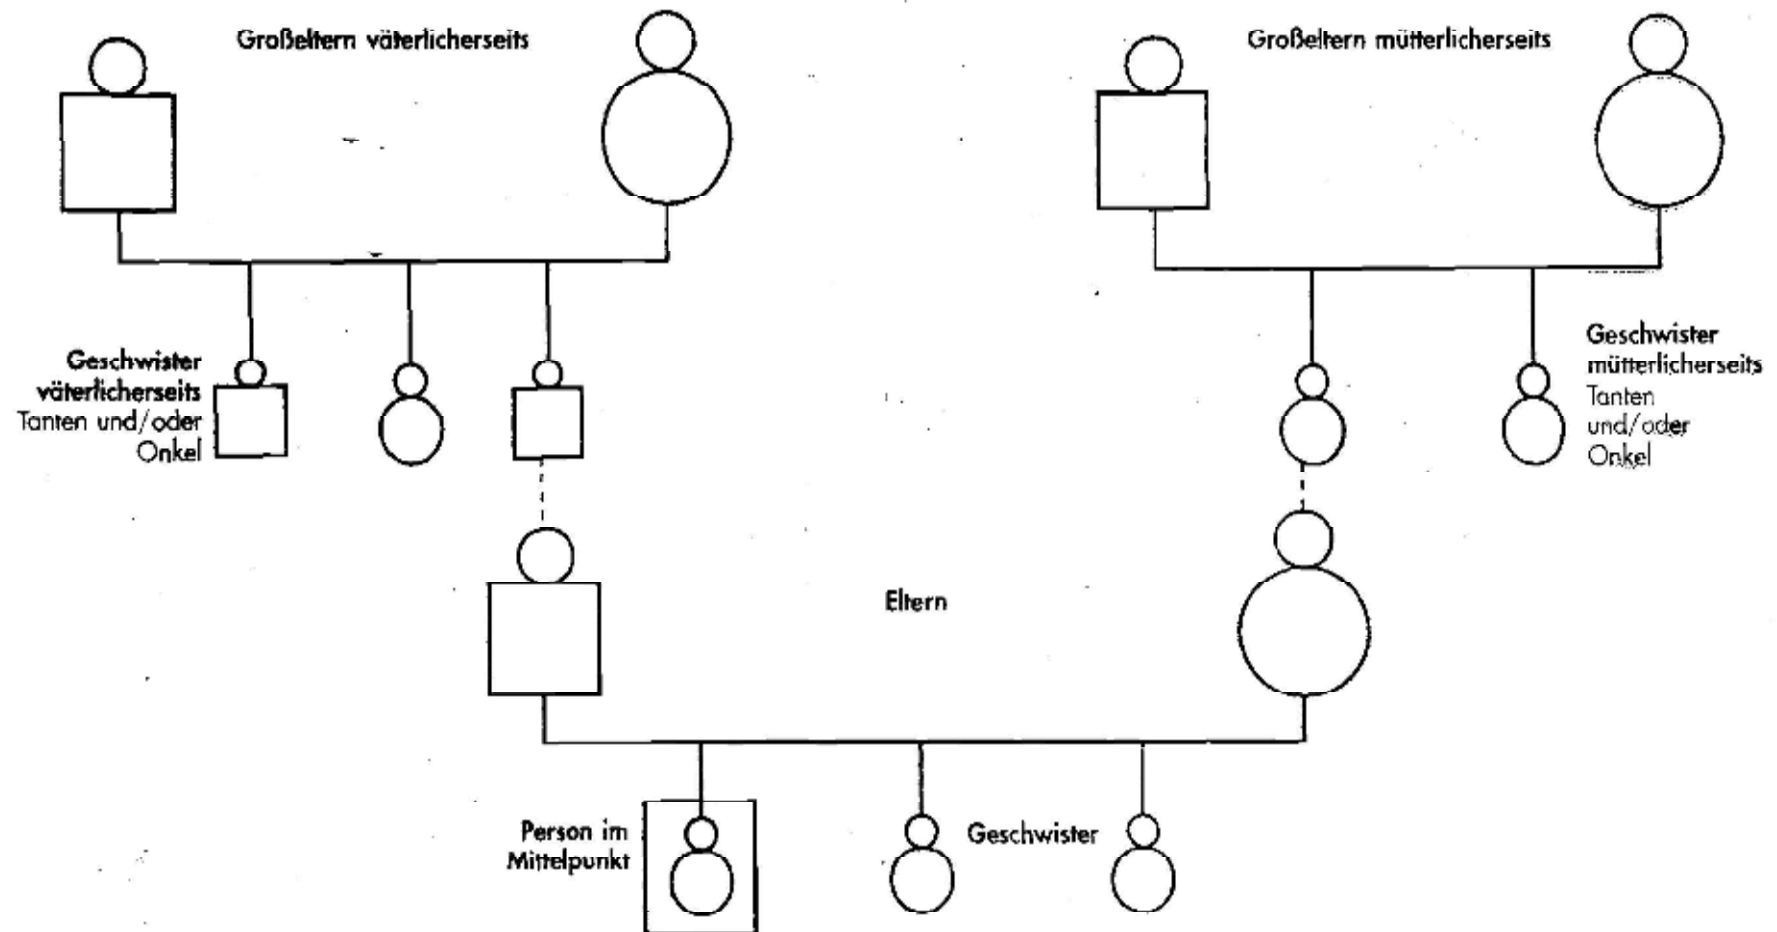 Großeltern väterlicherseits
Großeltern mütterlicherseits
Geschwister
väterlicherseits
Tanten und/oder
Onkel
Geschwister
mütterlicherseits
Tanten
und/oder
Onkel
Eltern
Person im
Mittelpunkt
Geschwister